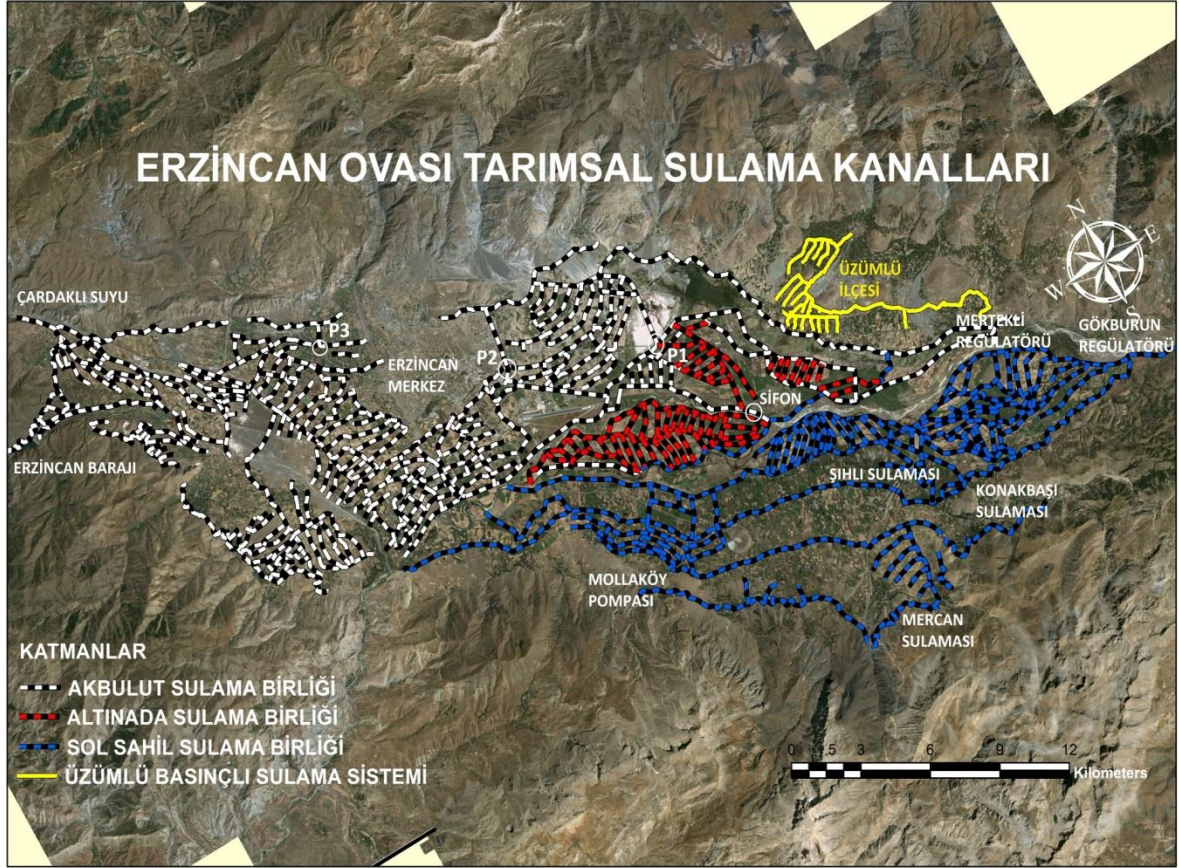 ERZİNCAN OVASI TARIMSAL SULAMA KANALLARI
N
E
W
S
ÜZÜMLÜ
İLÇESİ
ÇARDAKLI SUYU
P3
MERTEKLİ
REGÜLATÖRÜ
GÖKBURUN
REGÜLATÖRÜ
ERZİNCAN
MERKEZ
P2
P1
SİFON
ERZİNCAN BARAJI
ŞIHLI SULAMASI
KONAKBAŞI
SULAMASI
MOLLAKÖY
POMPASI
MERCAN
SULAMASI
KATMANLAR
AKBULUT SULAMA BİRLİĞİ
ALTINADA SULAMA BİRLİĞİ
SOL SAHİL SULAMA BİRLİĞİ
ÜZÜMLÜ BASINÇLI SULAMA SİSTEMİ
0 1,5 3 6 9 12
Kilometers